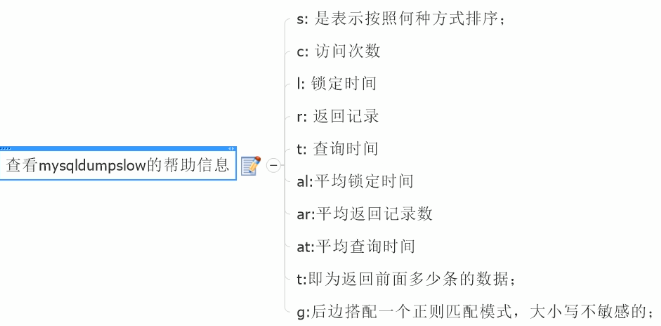 s: 是表示按照何种方式排序；
c: 访问次数
l: 锁定时间
r: 返回记录
查看mysqldumpslow的帮助信息
t: 查询时间
al:平均锁定时间
ar:平均返回记录数
at:平均查询时间
t:即为返回前面多少条的数据；
g:后边搭配一个正则匹配模式，大小写不敏感的；